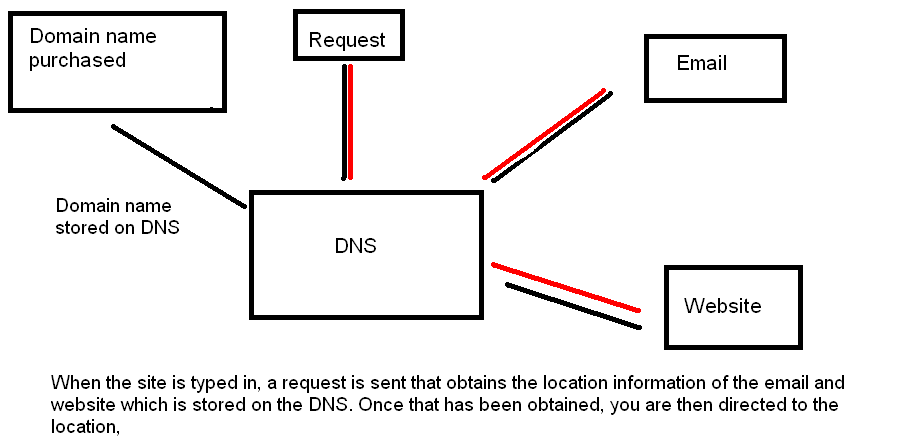 Domain name
purchased
Request
Email
Domain name
stored on DNS
DNS
Website
When the site is typed in, a request is sent that obtains the location information of the email and
website which is stored on the DNS. Once that has been obtained, you are then directed to the
location,